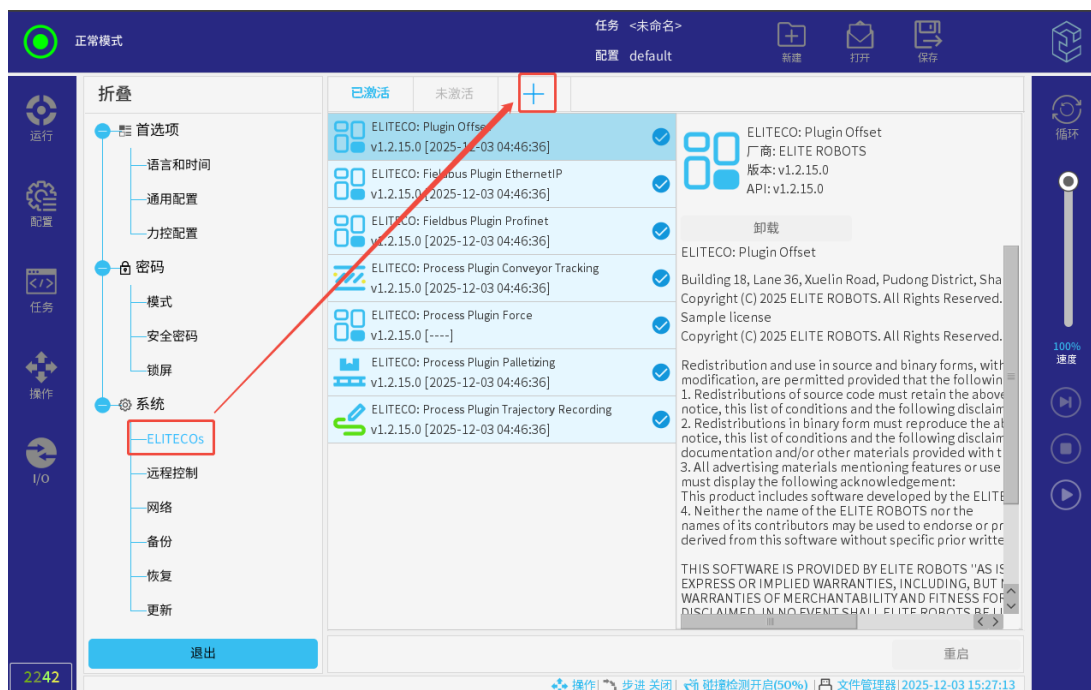 正常模式
任务 <未命名>
配置 default
新建
打开
保存
运行
配置
任务
操作
I/O
折叠
首选项
语言和时间
通用配置
力控配置
密码
模式
安全密码
锁屏
系统
ELITECOs
远程控制
网络
备份
恢复
更新
退出
2242
已激活
未激活
ELITECO: Plugin Offset
v1.2.15.0 [2025-12-03 04:46:36]
ELITECO: Fieldbus Plugin EthernetIP
v1.2.15.0 [2025-12-03 04:46:36]
ELITECO: Fieldbus Plugin Profinet
v1.2.15.0 [2025-12-03 04:46:36]
ELITECO: Process Plugin Conveyor Tracking
v1.2.15.0 [2025-12-03 04:46:36]
ELITECO: Process Plugin Force
v1.2.15.0 [----]
ELITECO: Process Plugin Palletizing
v1.2.15.0 [2025-12-03 04:46:36]
ELITECO: Process Plugin Trajectory Recording
v1.2.15.0 [2025-12-03 04:46:36]
ELITECO: Plugin Offset
厂商: ELITE ROBOTS
版本: v1.2.15.0
API: v1.2.15.0
卸载
ELITECO: Plugin Offset
Building 18, Lane 36, Xuelin Road, Pudong District, Sha
Copyright (C) 2025 ELITE ROBOTS. All Rights Reserved.
Sample license
Copyright (C) 2025 ELITE ROBOTS. All Rights Reserved.
Redistribution and use in source and binary forms, with
modification, are permitted provided that the followin
1. Redistributions of source code must retain the above
notice, this list of conditions and the following disclaim
2. Redistributions in binary form must reproduce the al
notice, this list of conditions and the following disclaim
documentation and/or other materials provided with t
3. All advertising materials mentioning features or use
must display the following acknowledgement:
This product includes software developed by the ELITE
4. Neither the name of the ELITE ROBOTS nor the
names of its contributors may be used to endorse or pr
derived from this software without specific prior writte
THIS SOFTWARE IS PROVIDED BY ELITE ROBOTS "AS IS
EXPRESS OR IMPLIED WARRANTIES, INCLUDING, BUT
WARRANTIES OF MERCHANTABILITY AND FITNESS FOR
DISCLAIMED. IN NO EVENT SHALL ELITE ROBOTS BE LI
重启
循环
100%
速度
操作| 步进 关闭| 碰撞检测开启(50%) | 文件管理器| 2025-12-03 15:27:13